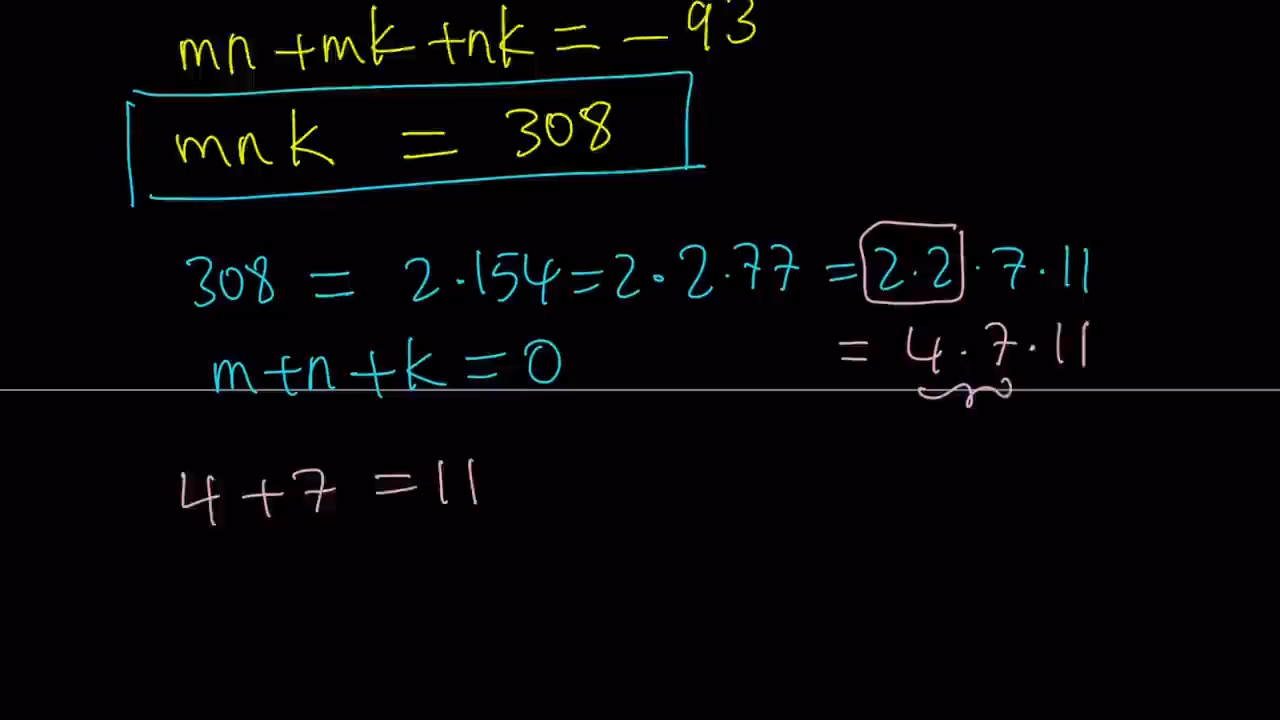 mn + mk + nk = - 93
mnk = 308
308 = 2·154 = 2·2·77 = 2·2·7·11
m + n + k = 0
= 4·7·11
4 + 7 = 11